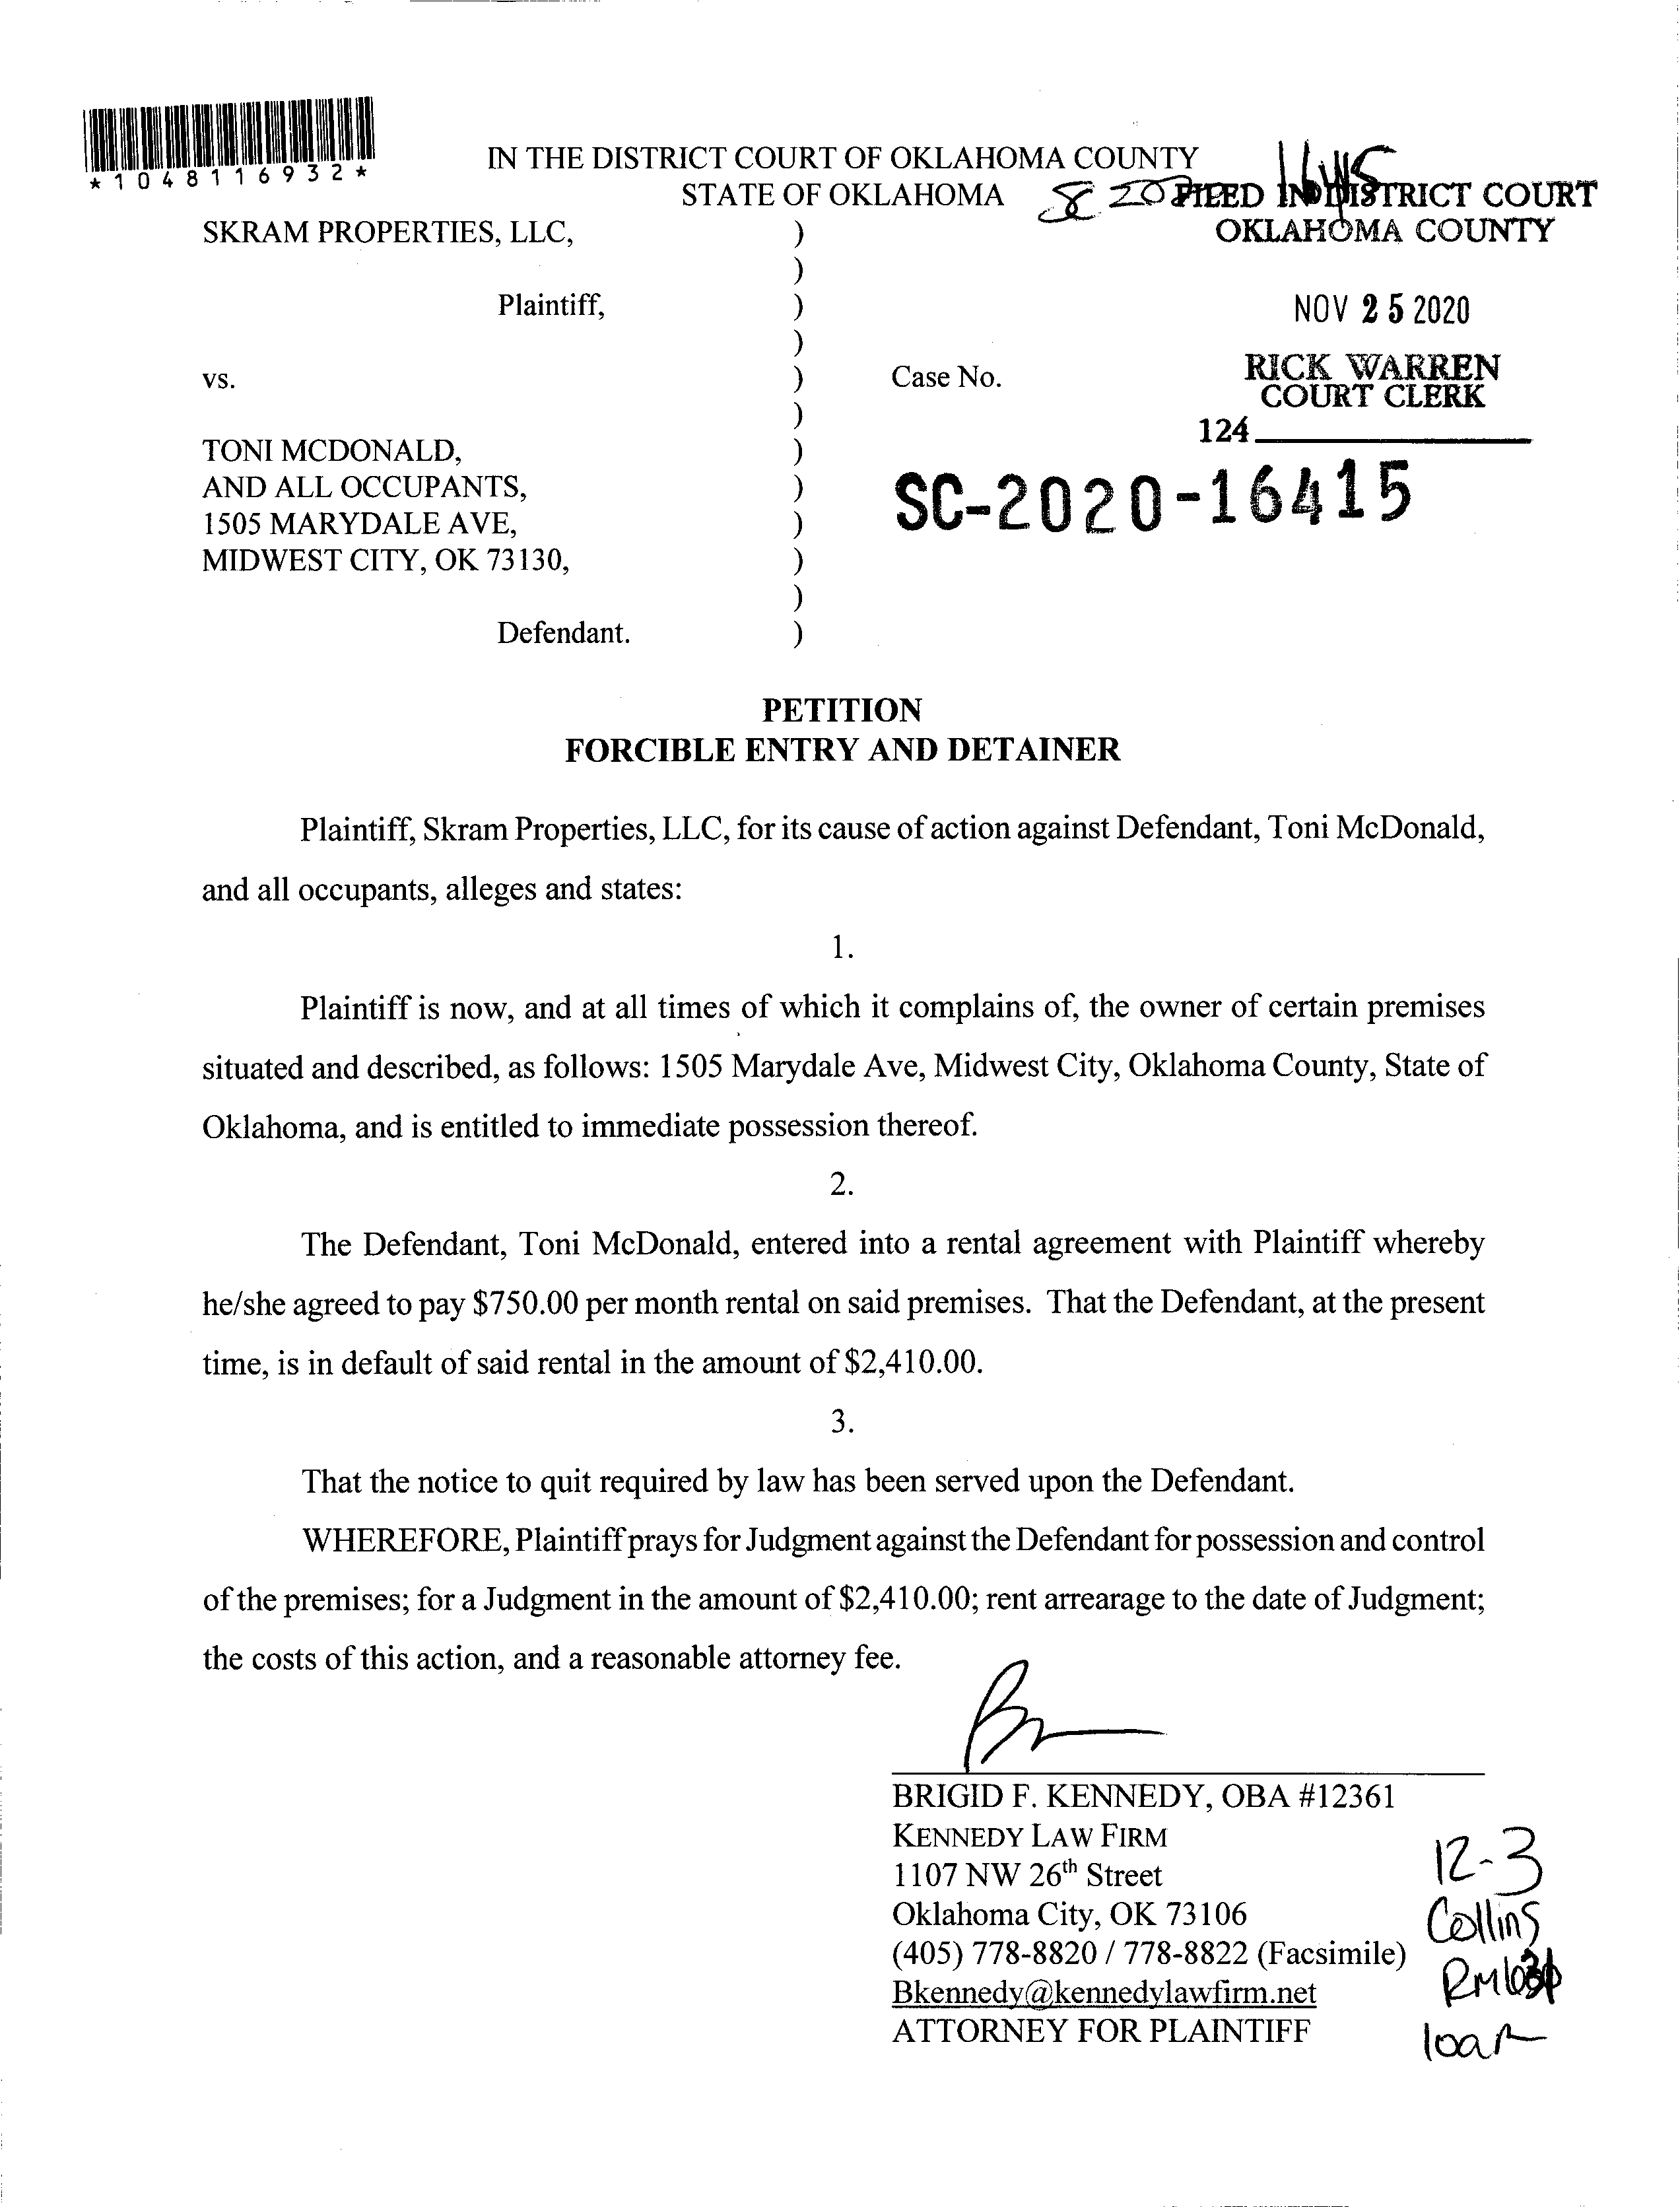 *1048116932*
IN THE DISTRICT COURT OF OKLAHOMA COUNTY
STATE OF OKLAHOMA
FILED IN DISTRICT COURT
OKLAHOMA COUNTY
SKRAM PROPERTIES, LLC, )
)
Plaintiff, )
NOV 25 2020
)
vs. ) Case No.
RICK WARREN
COURT CLERK
)
124
TONI MCDONALD, )
AND ALL OCCUPANTS, )
SC-2020-16415
1505 MARYDALE AVE, )
MIDWEST CITY, OK 73130, )
)
Defendant. )
PETITION
FORCIBLE ENTRY AND DETAINER
Plaintiff, Skram Properties, LLC, for its cause of action against Defendant, Toni McDonald,
and all occupants, alleges and states:
1.
Plaintiff is now, and at all times of which it complains of, the owner of certain premises
situated and described, as follows: 1505 Marydale Ave, Midwest City, Oklahoma County, State of
Oklahoma, and is entitled to immediate possession thereof.
2.
The Defendant, Toni McDonald, entered into a rental agreement with Plaintiff whereby
he/she agreed to pay $750.00 per month rental on said premises. That the Defendant, at the present
time, is in default of said rental in the amount of $2,410.00.
3.
That the notice to quit required by law has been served upon the Defendant.
WHEREFORE, Plaintiff prays for Judgment against the Defendant for possession and control
of the premises; for a Judgment in the amount of $2,410.00; rent arrearage to the date of Judgment;
the costs of this action, and a reasonable attorney fee.
BRIGID F. KENNEDY, OBA #12361
KENNEDY LAW FIRM
1107 NW 26th Street
Oklahoma City, OK 73106
(405) 778-8820 / 778-8822 (Facsimile)
Bkennedy@kennedylawfirm.net
ATTORNEY FOR PLAINTIFF
12-3
Collins